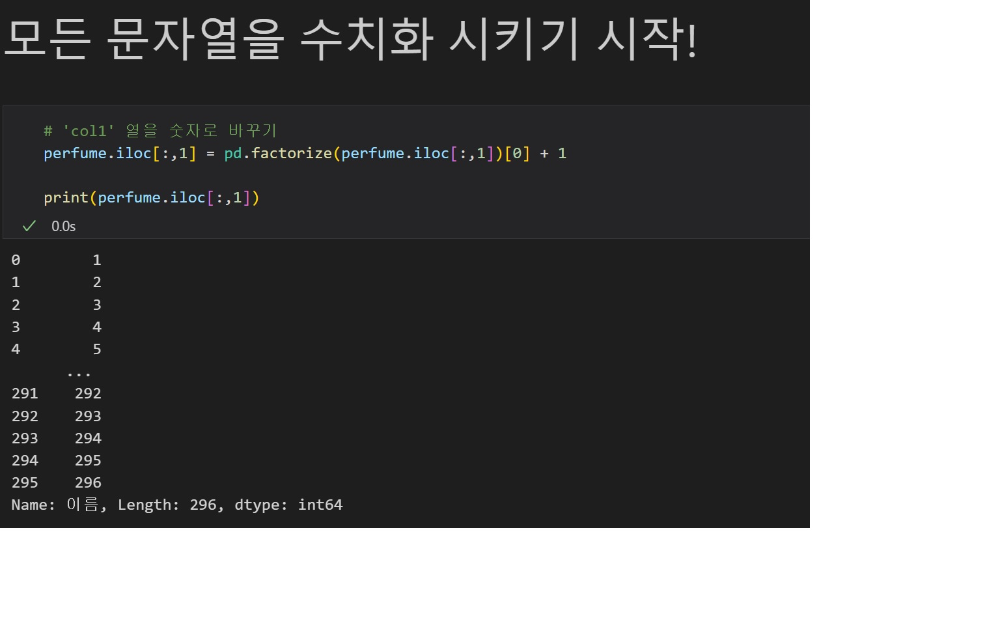 모든 문자열을 수치화 시키기 시작!
# 'col1' 열을 숫자로 바꾸기
perfume.iloc[:,1] = pd.factorize(perfume.iloc[:,1])[0] + 1
print(perfume.iloc[:,1])
0.0s
0 1
1 2
2 3
3 4
4 5
...
291 292
292 293
293 294
294 295
295 296
Name: 이름, Length: 296, dtype: int64